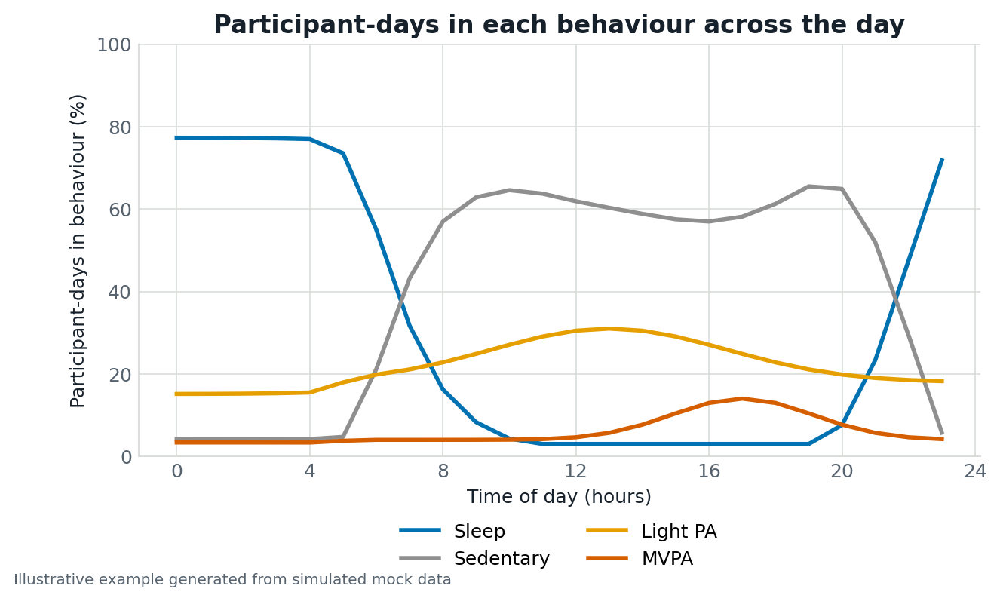 Participant-days in each behaviour across the day
Participant-days in behaviour (%)
100
80
60
40
20
0
0 4 8 12 16 20 24
Time of day (hours)
Sleep Light PA
Sedentary MVPA
Illustrative example generated from simulated mock data